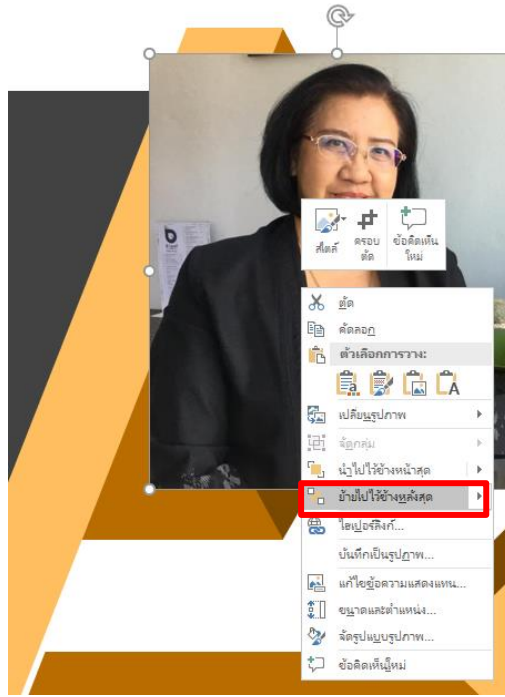 สไตล์
ครอบ
ตัด
ข้อคิดเห็น
ใหม่
ตัด
คัดลอก
ตัวเลือกการวาง:
เปลี่ยนรูปภาพ
จัดกลุ่ม
นำไปไว้ข้างหน้าสุด
ย้ายไปไว้ข้างหลังสุด
ไฮเปอร์ลิงก์...
บันทึกเป็นรูปภาพ...
แก้ไขข้อความแสดงแทน...
ขนาดและตำแหน่ง...
จัดรูปแบบรูปภาพ...
ข้อคิดเห็นใหม่